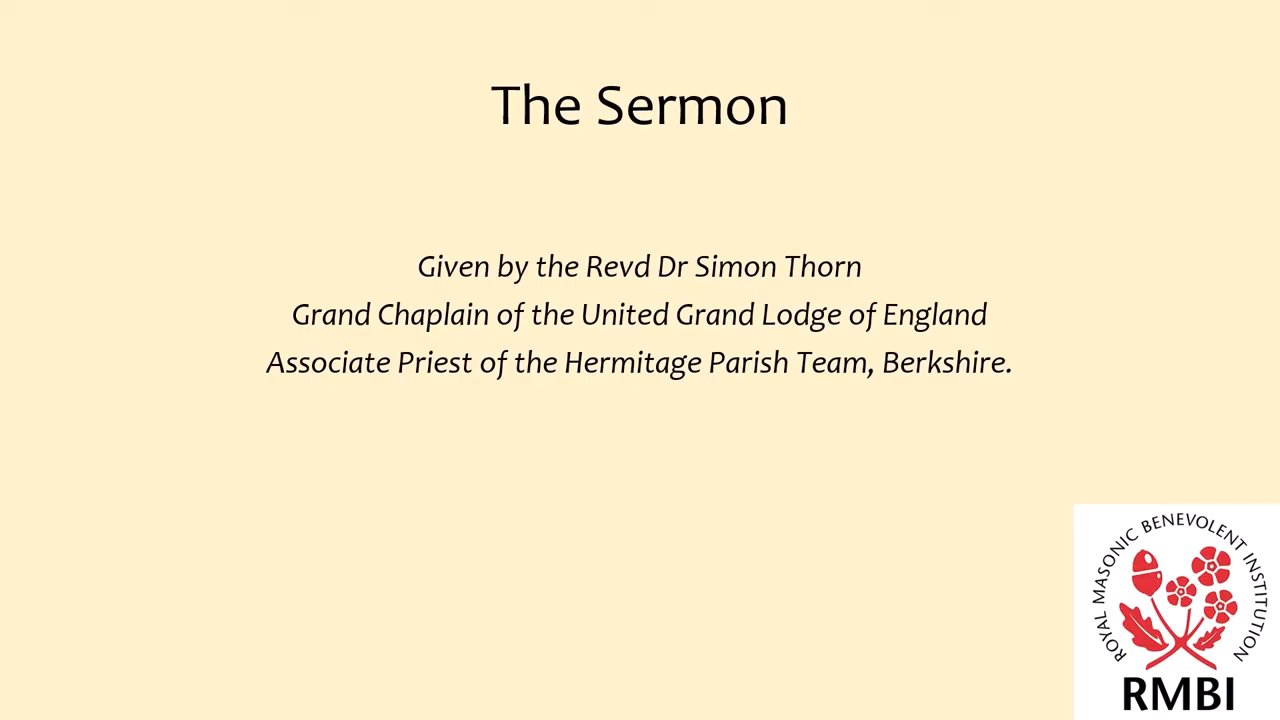 The Sermon
Given by the Revd Dr Simon Thorn
Grand Chaplain of the United Grand Lodge of England
Associate Priest of the Hermitage Parish Team, Berkshire.
ROYAL MASONIC BENEVOLENT INSTITUTION
RMBI